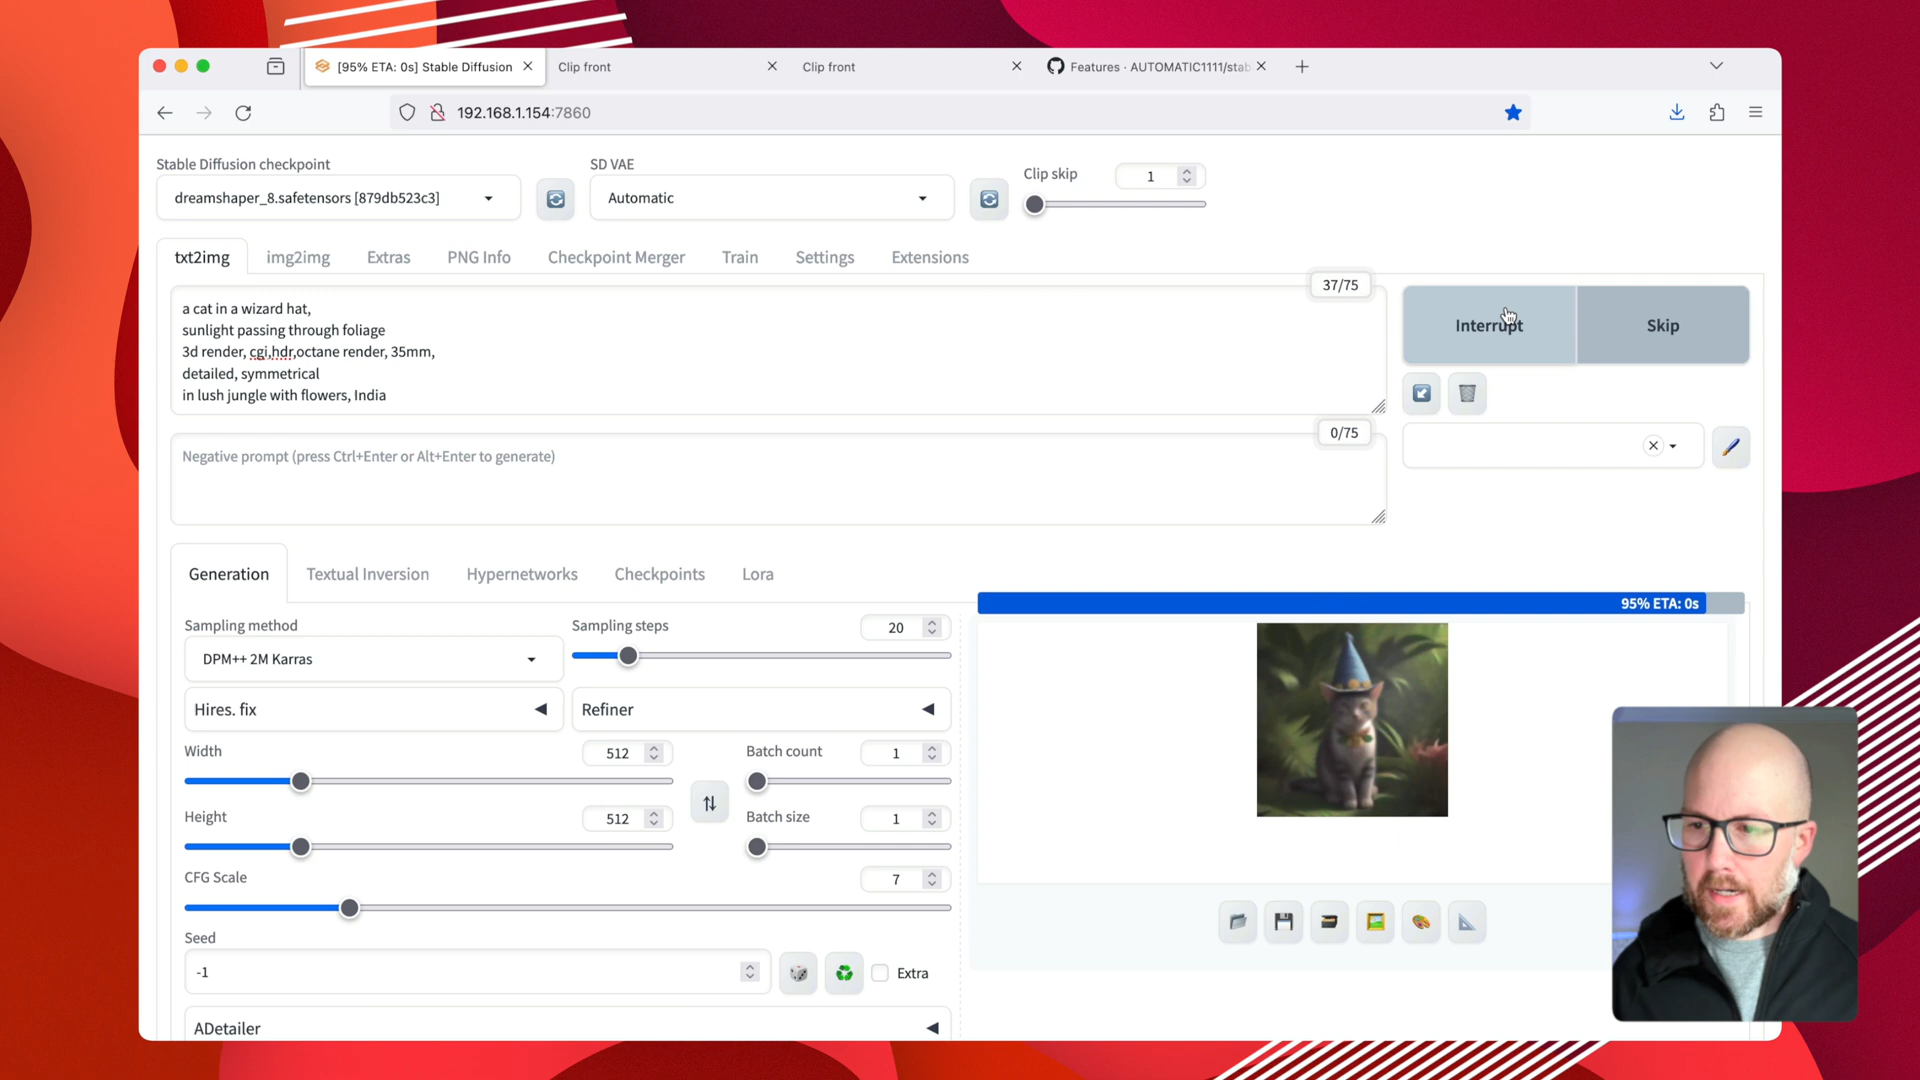 [95% ETA: 0s] Stable Diffusion
Clip front
Clip front
Features · AUTOMATIC1111/stab
192.168.1.154:7860
Stable Diffusion checkpoint
SD VAE
Clip skip
1
dreamshaper_8.safetensors [879db523c3]
Automatic
txt2img
img2img
Extras
PNG Info
Checkpoint Merger
Train
Settings
Extensions
37/75
a cat in a wizard hat,
sunlight passing through foliage
3d render, cgi,hdr,octane render, 35mm,
detailed, symmetrical
in lush jungle with flowers, India
Interrupt
Skip
0/75
Negative prompt (press Ctrl+Enter or Alt+Enter to generate)
Generation
Textual Inversion
Hypernetworks
Checkpoints
Lora
95% ETA: 0s
Sampling method
Sampling steps
20
DPM++ 2M Karras
Hires. fix
Refiner
Width
512
Batch count
1
Height
512
Batch size
1
CFG Scale
7
Seed
-1
Extra
ADetailer